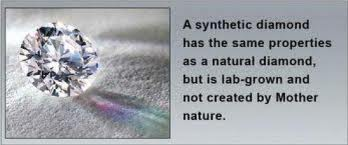 A synthetic diamond
has the same properties
as a natural diamond,
but is lab-grown and
not created by Mother
nature.